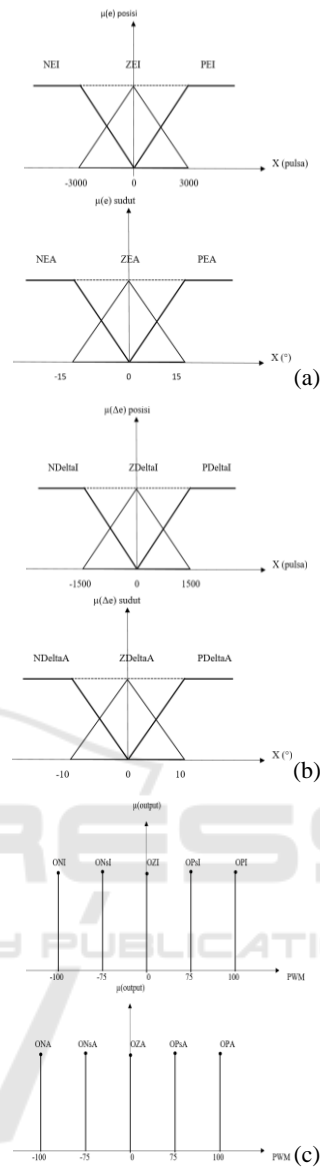 μ(e) posisi
NEI ZEI PEI
-3000 0 3000 X (pulsa)
μ(e) sudut
NEA ZEA PEA
-15 0 15 X (°)
(a)
μ(Δe) posisi
NDeltaI ZDeltaI PDeltaI
-1500 0 1500 X (pulsa)
μ(Δe) sudut
NDeltaA ZDeltaA PDeltaA
-10 0 10 X (°)
(b)
μ(output)
ONI ONsI OZI OPsI OPI
-100 -75 0 75 100 PWM
μ(output)
ONA ONsA OZA OPsA OPA
-100 -75 0 75 100 PWM
(c)